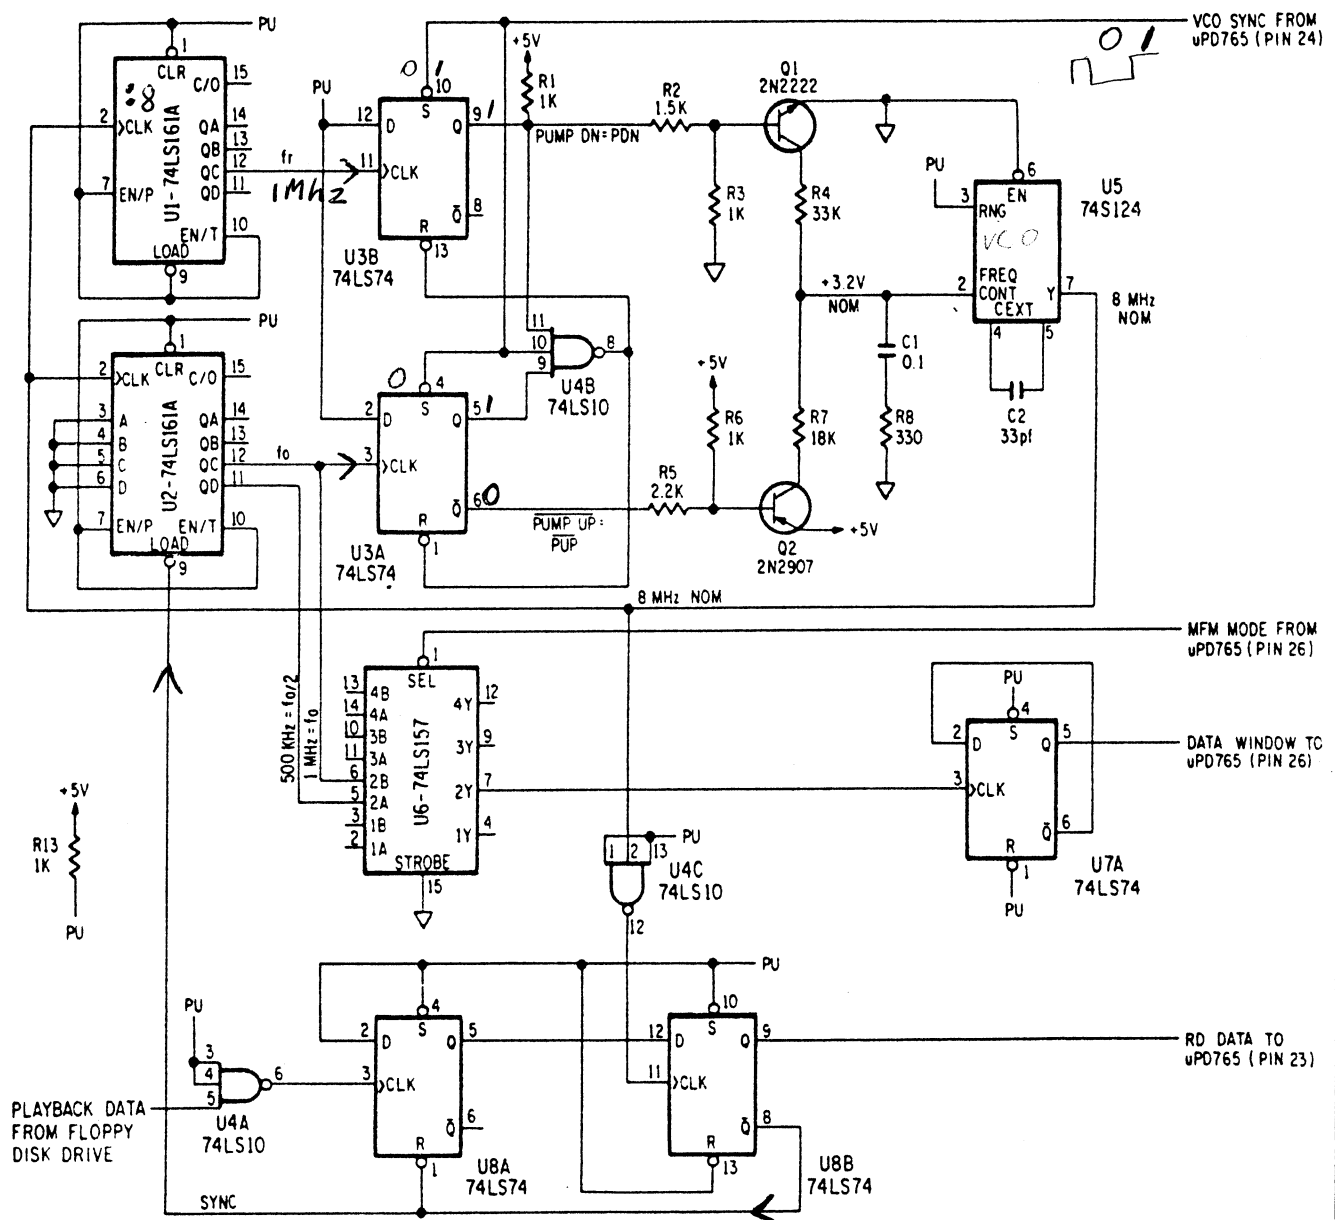 VCO SYNC FROM
uPD765 (PIN 24)
0 1
PU
1
CLR
C/O 15
:8
2 CLK
QA 14
QB 13
QC 12
QD 11
7 EN/P
EN/T 10
LOAD
9
U1-74LS161A
fr
1Mhz
PU
0 1
10
S
12 D
Q 9 1
11 CLK
Q̄ 8
R
13
U3B
74LS74
+5V
R1
1K
PUMP DN=PDN
R2
1.5K
R3
1K
Q1
2N2222
R4
33K
+3.2V
NOM
PU
6
EN
3 RNG
VCO
2 FREQ
CONT Y 7
CEXT
4 5
U5
74S124
8 MHz
NOM
C2
33pf
C1
0.1
R8
330
PU
1
CLR
2 CLK
C/O 15
3 A
4 B
5 C
6 D
QA 14
QB 13
QC 12
QD 11
7 EN/P
EN/T 10
LOAD
9
U2-74LS161A
fo
0
4
S
2 D
Q 5 1
3 CLK
Q̄ 6 0
R
1
U3A
74LS74
11
10
9
8
U4B
74LS10
+5V
R6
1K
R7
18K
R5
2.2K
PUMP UP=
PUP
Q2
2N2907
+5V
8 MHz NOM
MFM MODE FROM
uPD765 (PIN 26)
1
SEL
13 4B
14 4A
10 3B
11 3A
6 2B
5 2A
3 1B
2 1A
4Y 12
3Y 9
2Y 7
1Y 4
STROBE
15
U6-74LS157
500 KHz = fo/2
1 MHz = fo
PU
4
S
2 D
Q 5
3 CLK
Q̄ 6
R
1
PU
U7A
74LS74
DATA WINDOW TO
uPD765 (PIN 26)
+5V
R13
1K
PU
1 2 13
PU
U4C
74LS10
12
PU
4
S
2 D
Q 5
3 CLK
Q̄ 6
R
1
U8A
74LS74
10
S
12 D
Q 9
11 CLK
Q̄ 8
R
13
U8B
74LS74
RD DATA TO
uPD765 (PIN 23)
PU
3
4
5
6
U4A
74LS10
PLAYBACK DATA
FROM FLOPPY
DISK DRIVE
SYNC